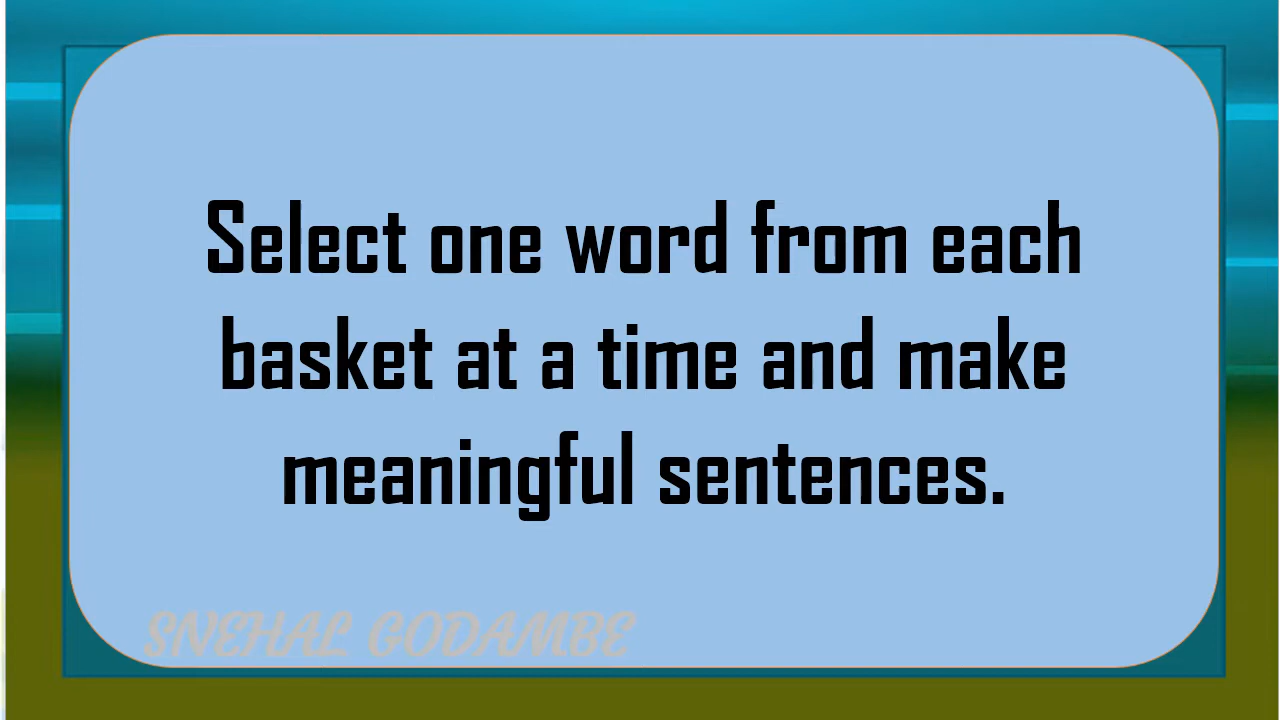 Select one word from each
basket at a time and make
meaningful sentences.
SNEHAL GODAMBE